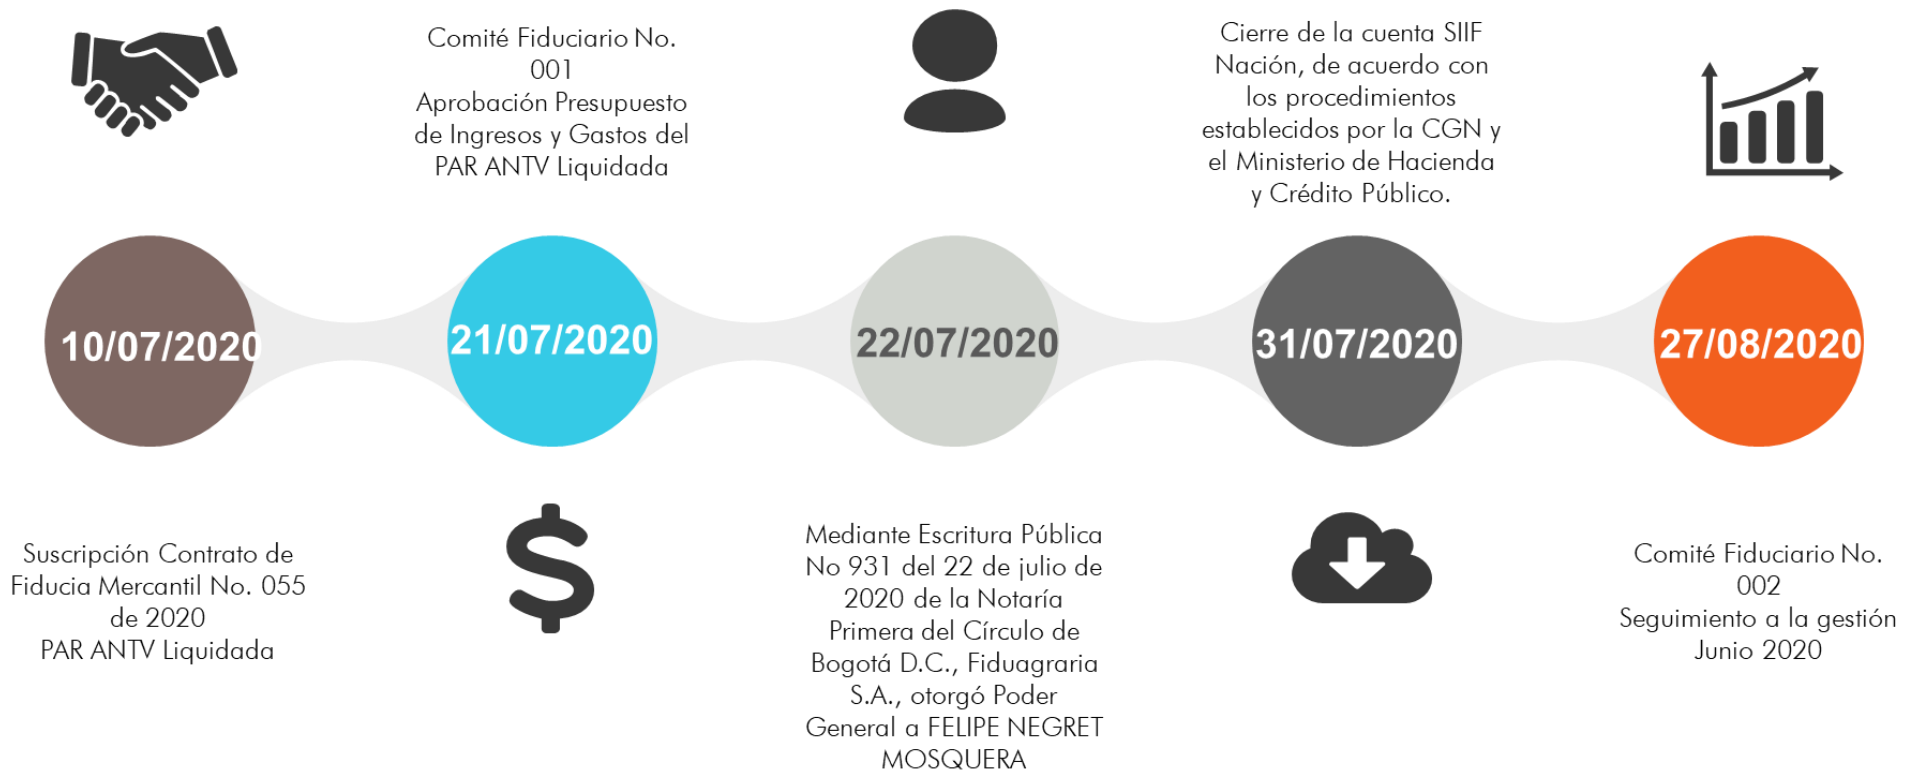 10/07/2020
Suscripción Contrato de
Fiducia Mercantil No. 055
de 2020
PAR ANTV Liquidada
Comité Fiduciario No.
001
Aprobación Presupuesto
de Ingresos y Gastos del
PAR ANTV Liquidada
21/07/2020
22/07/2020
Mediante Escritura Pública
No 931 del 22 de julio de
2020 de la Notaría
Primera del Círculo de
Bogotá D.C., Fiduagraria
S.A., otorgó Poder
General a FELIPE NEGRET
MOSQUERA
Cierre de la cuenta SIIF
Nación, de acuerdo con
los procedimientos
establecidos por la CGN y
el Ministerio de Hacienda
y Crédito Público.
31/07/2020
27/08/2020
Comité Fiduciario No.
002
Seguimiento a la gestión
Junio 2020